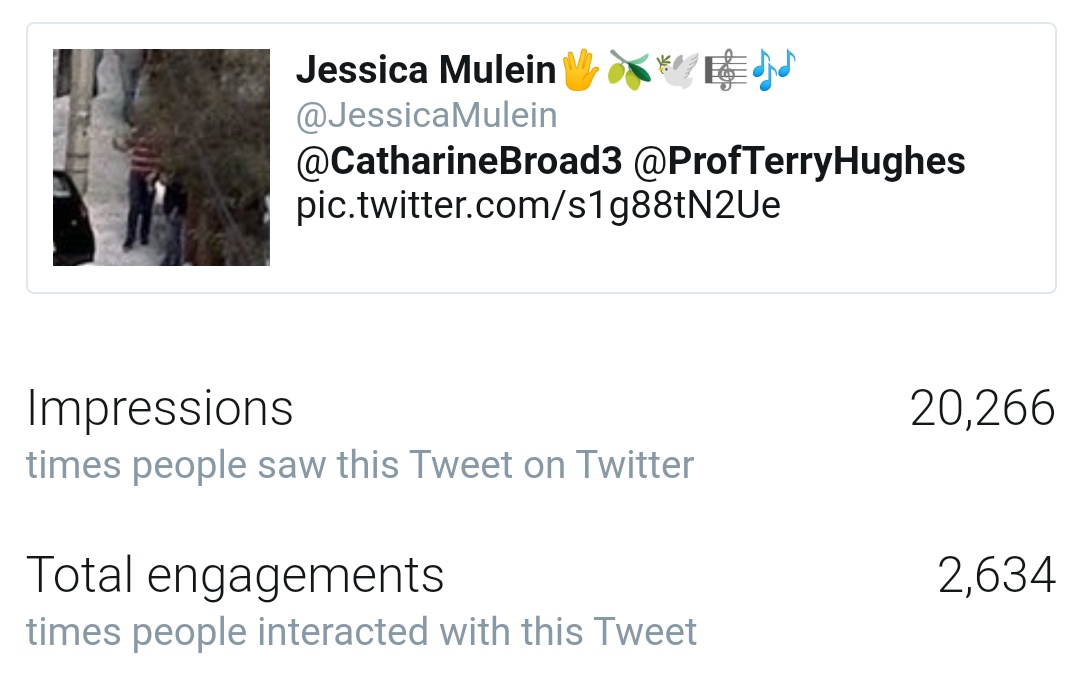 Jessica Mulein🖖🫒🕊🎼🎶
@JessicaMulein
@CatharineBroad3 @ProfTerryHughes
pic.twitter.com/s1g88tN2Ue
Impressions 20,266
times people saw this Tweet on Twitter
Total engagements 2,634
times people interacted with this Tweet